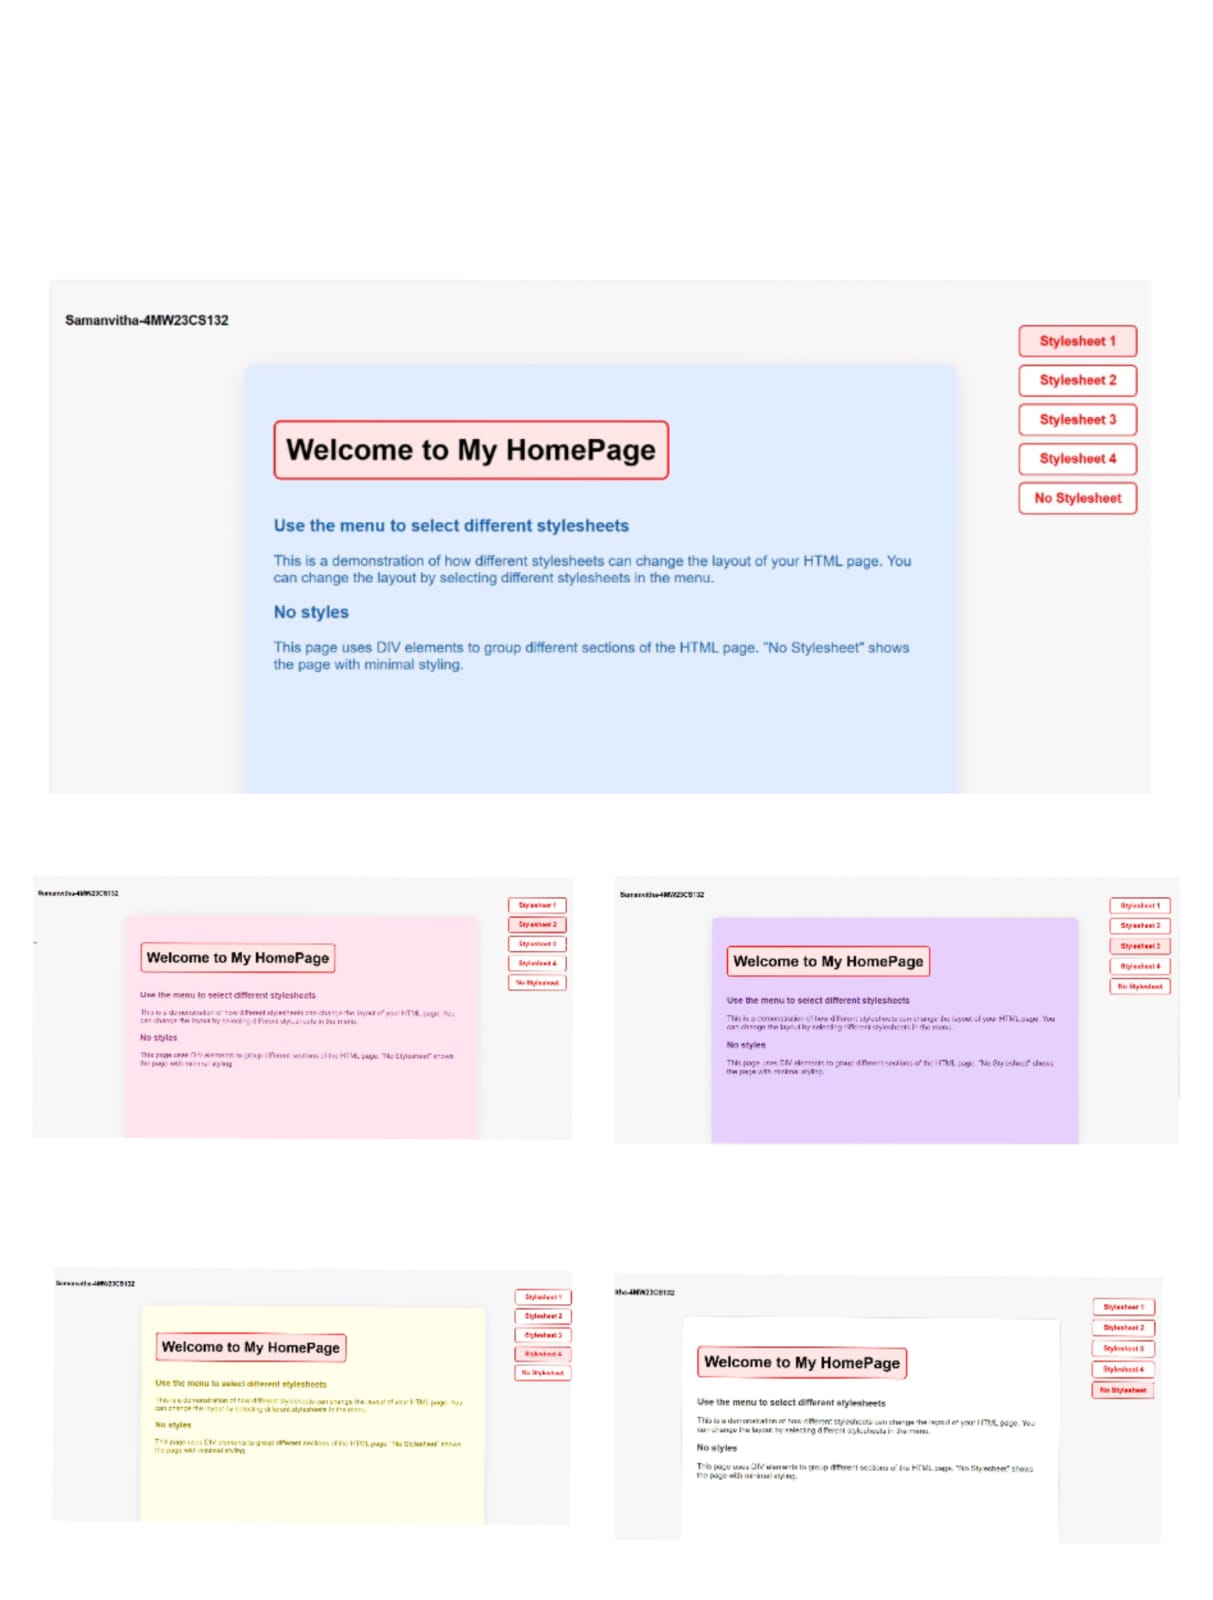 Samanvitha-4MW23CS132
Stylesheet 1
Stylesheet 2
Stylesheet 3
Stylesheet 4
No Stylesheet
Welcome to My HomePage
Use the menu to select different stylesheets
This is a demonstration of how different stylesheets can change the layout of your HTML page. You
can change the layout by selecting different stylesheets in the menu.
No styles
This page uses DIV elements to group different sections of the HTML page. "No Stylesheet" shows
the page with minimal styling.
Samanvitha-4MW23CS132
Stylesheet 1
Stylesheet 2
Stylesheet 3
Stylesheet 4
No Stylesheet
Welcome to My HomePage
Use the menu to select different stylesheets
This is a demonstration of how different stylesheets can change the layout of your HTML page. You
can change the layout by selecting different stylesheets in the menu.
No styles
This page uses DIV elements to group different sections of the HTML page. "No Stylesheet" shows
the page with minimal styling.
Samanvitha-4MW23CS132
Stylesheet 1
Stylesheet 2
Stylesheet 3
Stylesheet 4
No Stylesheet
Welcome to My HomePage
Use the menu to select different stylesheets
This is a demonstration of how different stylesheets can change the layout of your HTML page. You
can change the layout by selecting different stylesheets in the menu.
No styles
This page uses DIV elements to group different sections of the HTML page. "No Stylesheet" shows
the page with minimal styling.
Samanvitha-4MW23CS132
Stylesheet 1
Stylesheet 2
Stylesheet 3
Stylesheet 4
No Stylesheet
Welcome to My HomePage
Use the menu to select different stylesheets
This is a demonstration of how different stylesheets can change the layout of your HTML page. You
can change the layout by selecting different stylesheets in the menu.
No styles
This page uses DIV elements to group different sections of the HTML page. "No Stylesheet" shows
the page with minimal styling.
itha-4MW23CS132
Stylesheet 1
Stylesheet 2
Stylesheet 3
Stylesheet 4
No Stylesheet
Welcome to My HomePage
Use the menu to select different stylesheets
This is a demonstration of how different stylesheets can change the layout of your HTML page. You
can change the layout by selecting different stylesheets in the menu.
No styles
This page uses DIV elements to group different sections of the HTML page. "No Stylesheet" shows
the page with minimal styling.